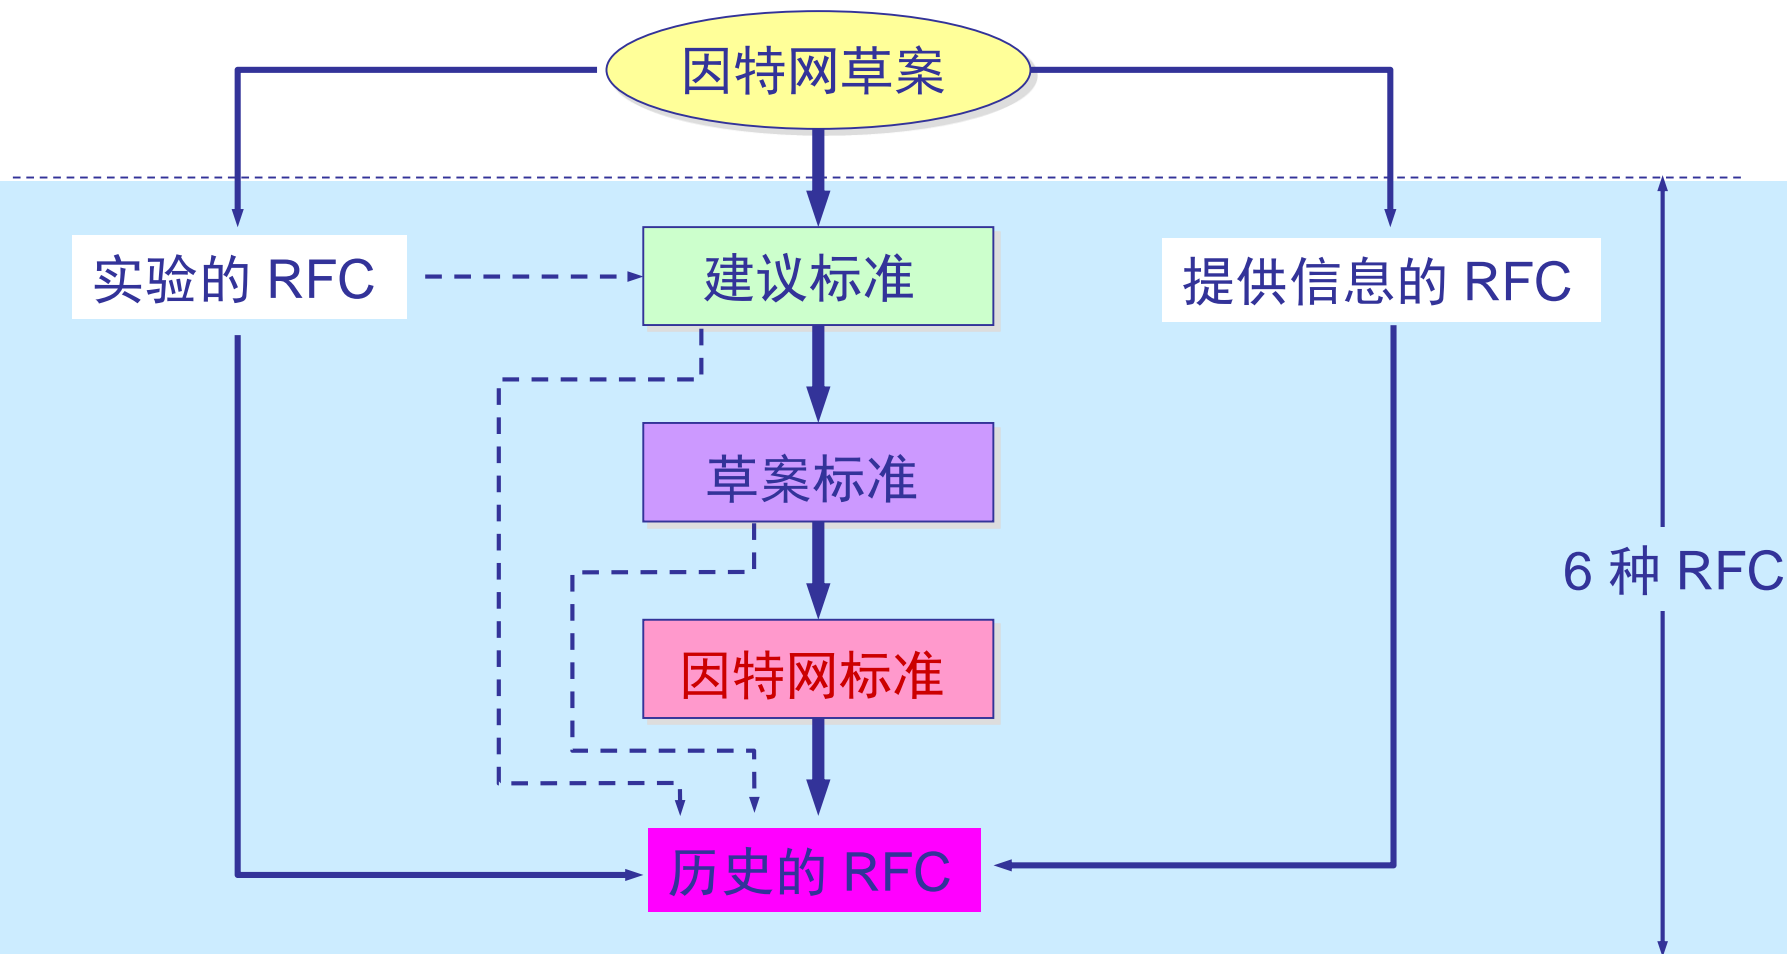 因特网草案
实验的 RFC
建议标准
提供信息的 RFC
草案标准
6 种 RFC
因特网标准
历史的 RFC